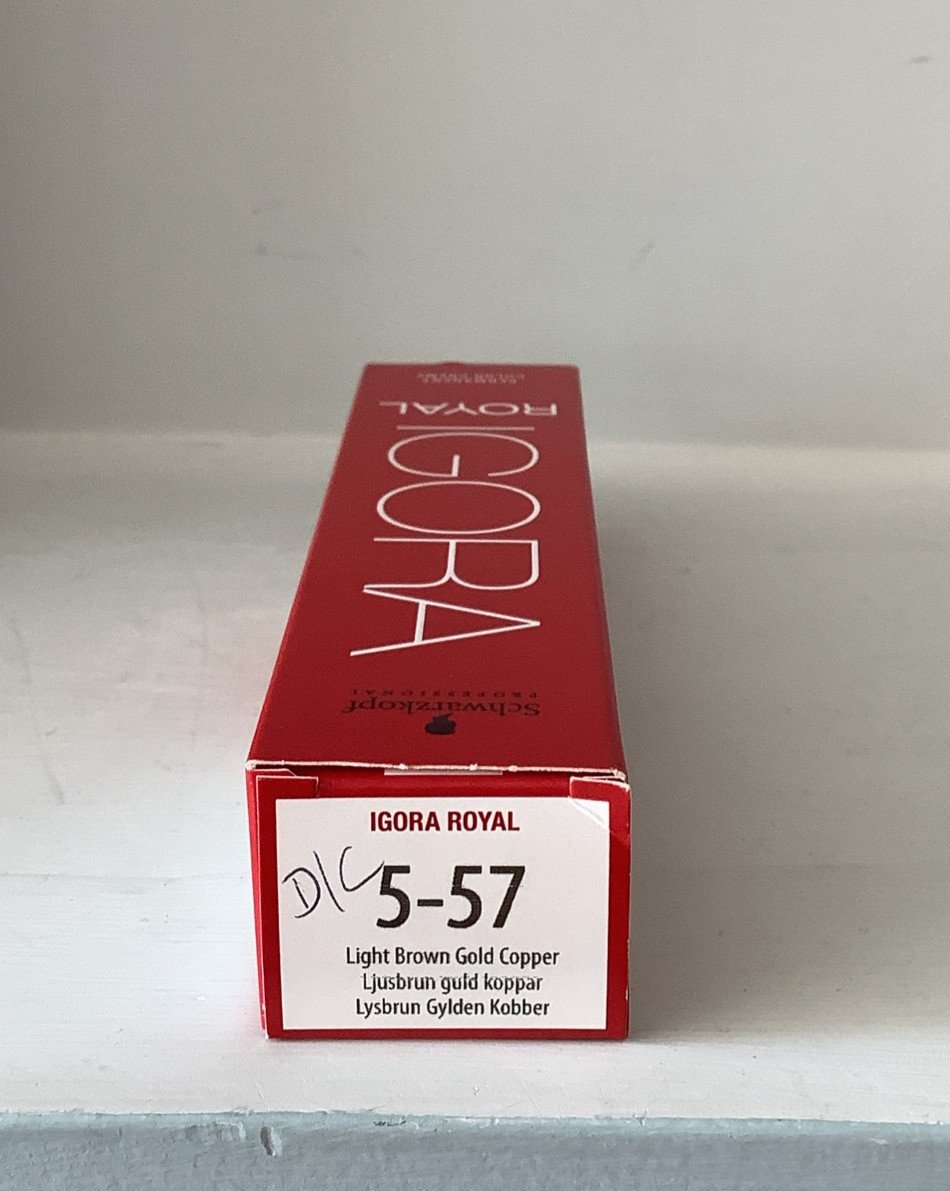 ROYAL
IGORA
Schwarzkopf
PROFESSIONAL
IGORA ROYAL
D/C
5-57
Light Brown Gold Copper
Ljusbrun guld koppar
Lysbrun Gylden Kobber